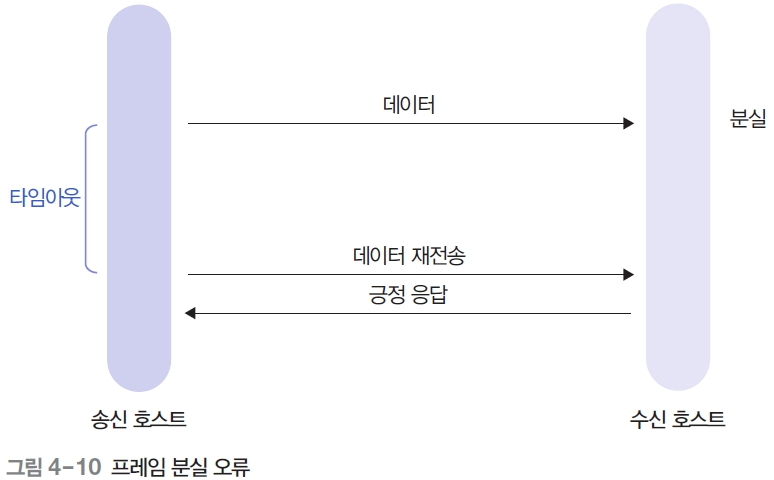 데이터
분실
타임아웃
데이터 재전송
긍정 응답
송신 호스트
수신 호스트
그림 4-10 프레임 분실 오류